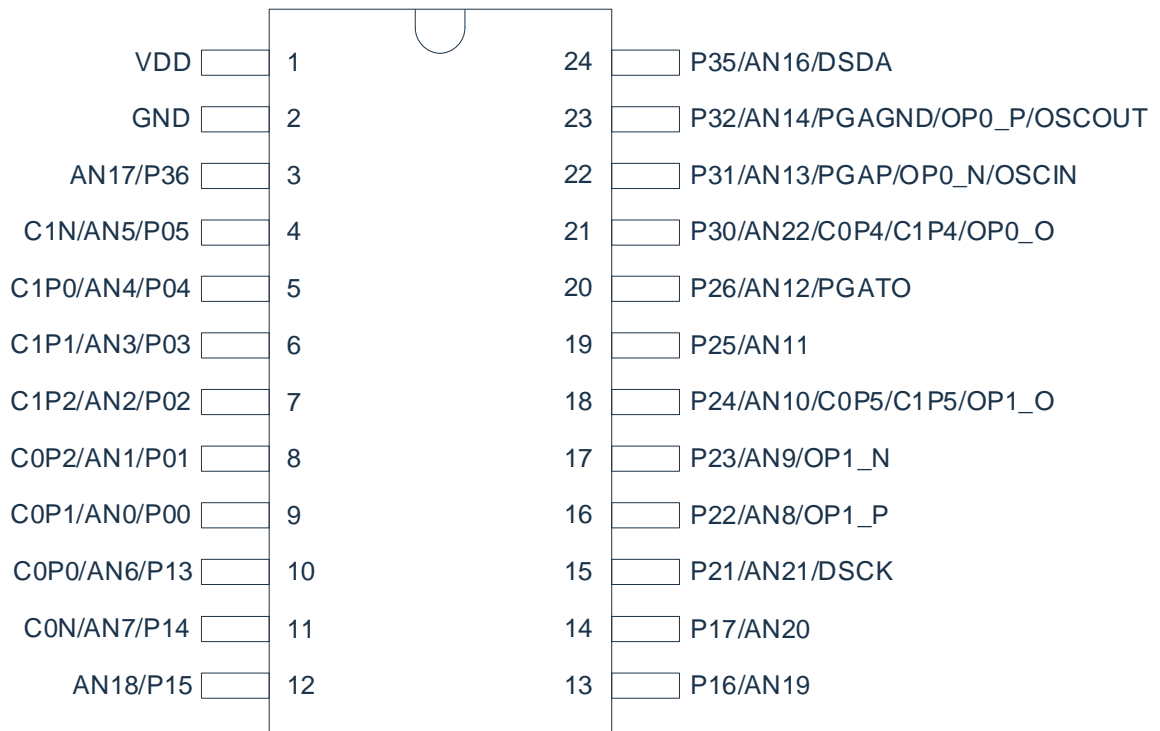 VDD 1 24 P35/AN16/DSDA
GND 2 23 P32/AN14/PGAGND/OP0_P/OSCOUT
AN17/P36 3 22 P31/AN13/PGAP/OP0_N/OSCIN
C1N/AN5/P05 4 21 P30/AN22/C0P4/C1P4/OP0_O
C1P0/AN4/P04 5 20 P26/AN12/PGATO
C1P1/AN3/P03 6 19 P25/AN11
C1P2/AN2/P02 7 18 P24/AN10/C0P5/C1P5/OP1_O
C0P2/AN1/P01 8 17 P23/AN9/OP1_N
C0P1/AN0/P00 9 16 P22/AN8/OP1_P
C0P0/AN6/P13 10 15 P21/AN21/DSCK
C0N/AN7/P14 11 14 P17/AN20
AN18/P15 12 13 P16/AN19